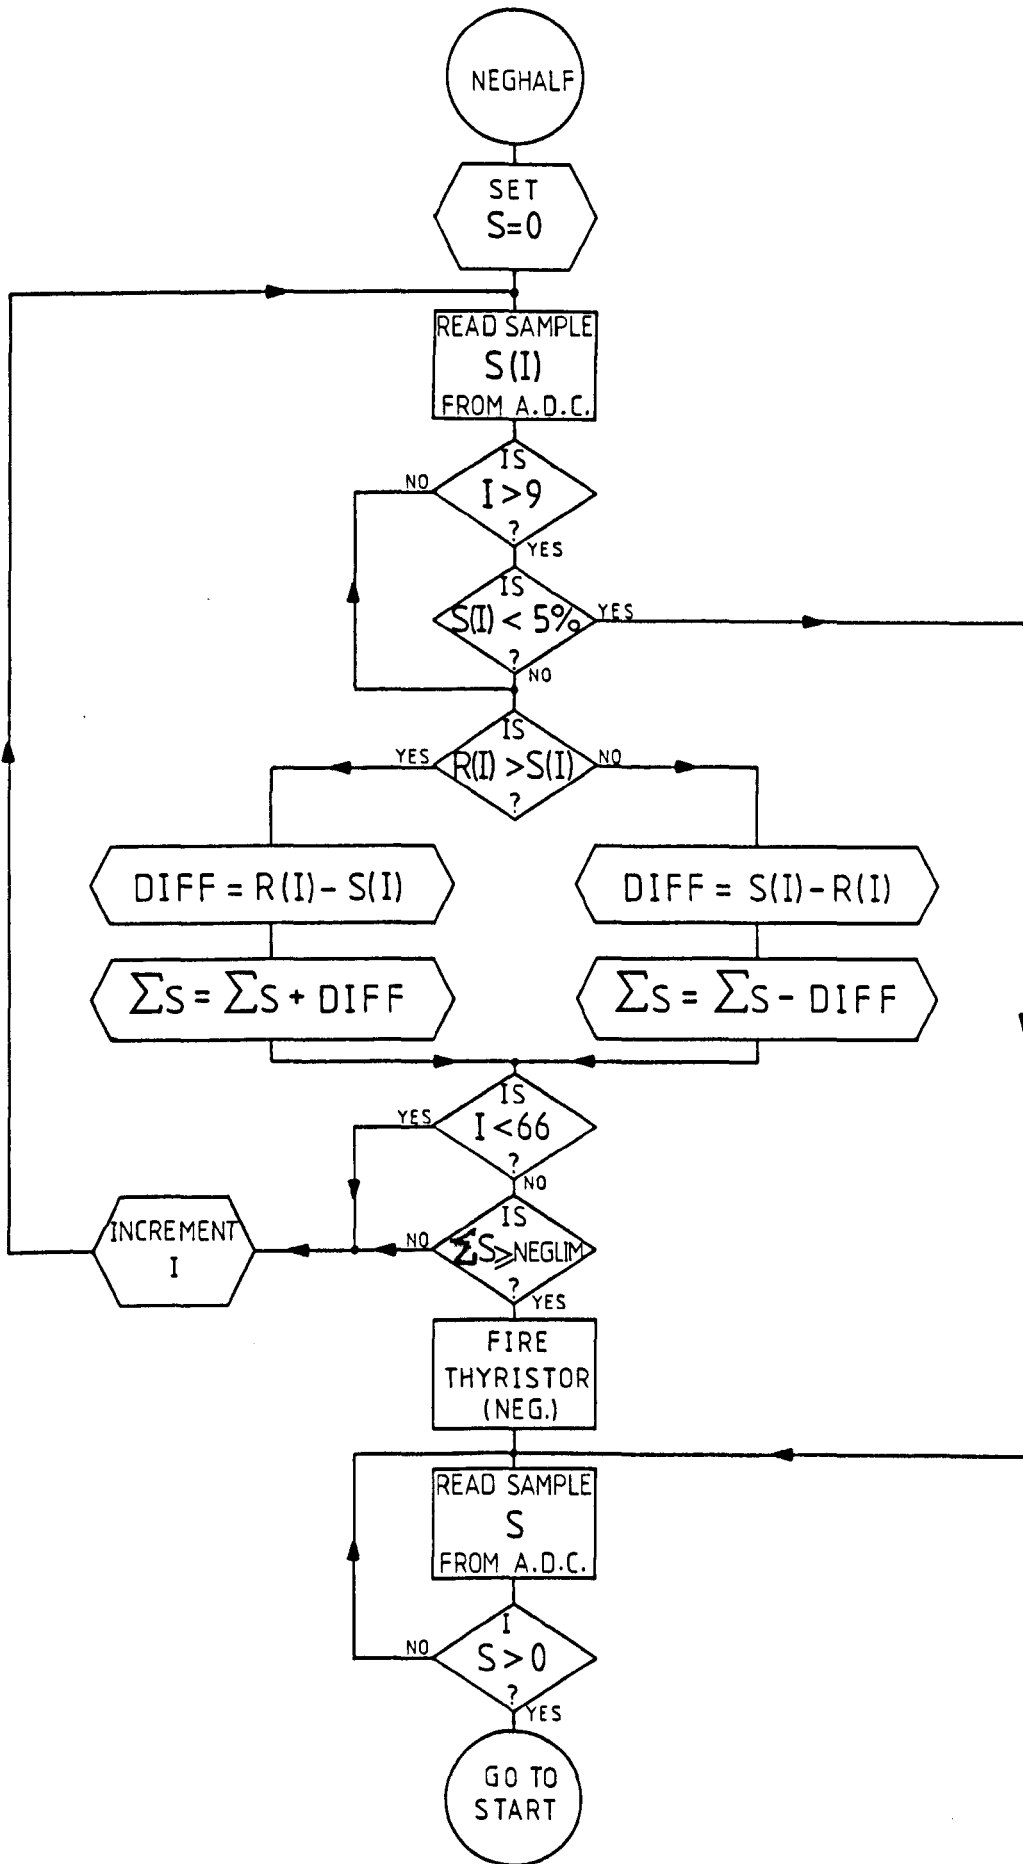 NEGHALF
SET
S=0
READ SAMPLE
S(I)
FROM A.D.C.
IS
NO
I>9
?
YES
IS
S(I) < 5%
YES
?
NO
IS
YES
R(I) >S(I)
NO
?
DIFF = R(I)- S(I)
DIFF = S(I)-R(I)
ΣS = ΣS + DIFF
ΣS = ΣS - DIFF
IS
YES
I <66
?
NO
IS
INCREMENT
I
NO
ΣS⩾NEGLIM
?
YES
FIRE
THYRISTOR
(NEG.)
READ SAMPLE
S
FROM A.D.C.
I
NO
S>0
?
YES
GO TO
START